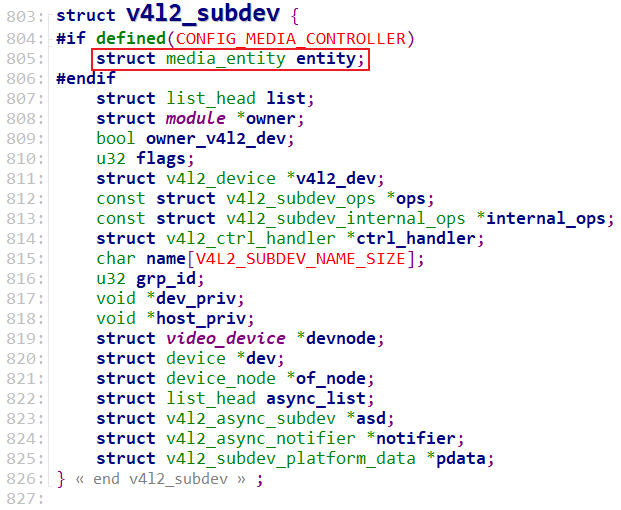 803: struct v4l2_subdev {
804: #if defined(CONFIG_MEDIA_CONTROLLER)
805: struct media_entity entity;
806: #endif
807: struct list_head list;
808: struct module *owner;
809: bool owner_v4l2_dev;
810: u32 flags;
811: struct v4l2_device *v4l2_dev;
812: const struct v4l2_subdev_ops *ops;
813: const struct v4l2_subdev_internal_ops *internal_ops;
814: struct v4l2_ctrl_handler *ctrl_handler;
815: char name[V4L2_SUBDEV_NAME_SIZE];
816: u32 grp_id;
817: void *dev_priv;
818: void *host_priv;
819: struct video_device *devnode;
820: struct device *dev;
821: struct device_node *of_node;
822: struct list_head async_list;
823: struct v4l2_async_subdev *asd;
824: struct v4l2_async_notifier *notifier;
825: struct v4l2_subdev_platform_data *pdata;
826: } « end v4l2_subdev » ;
827: